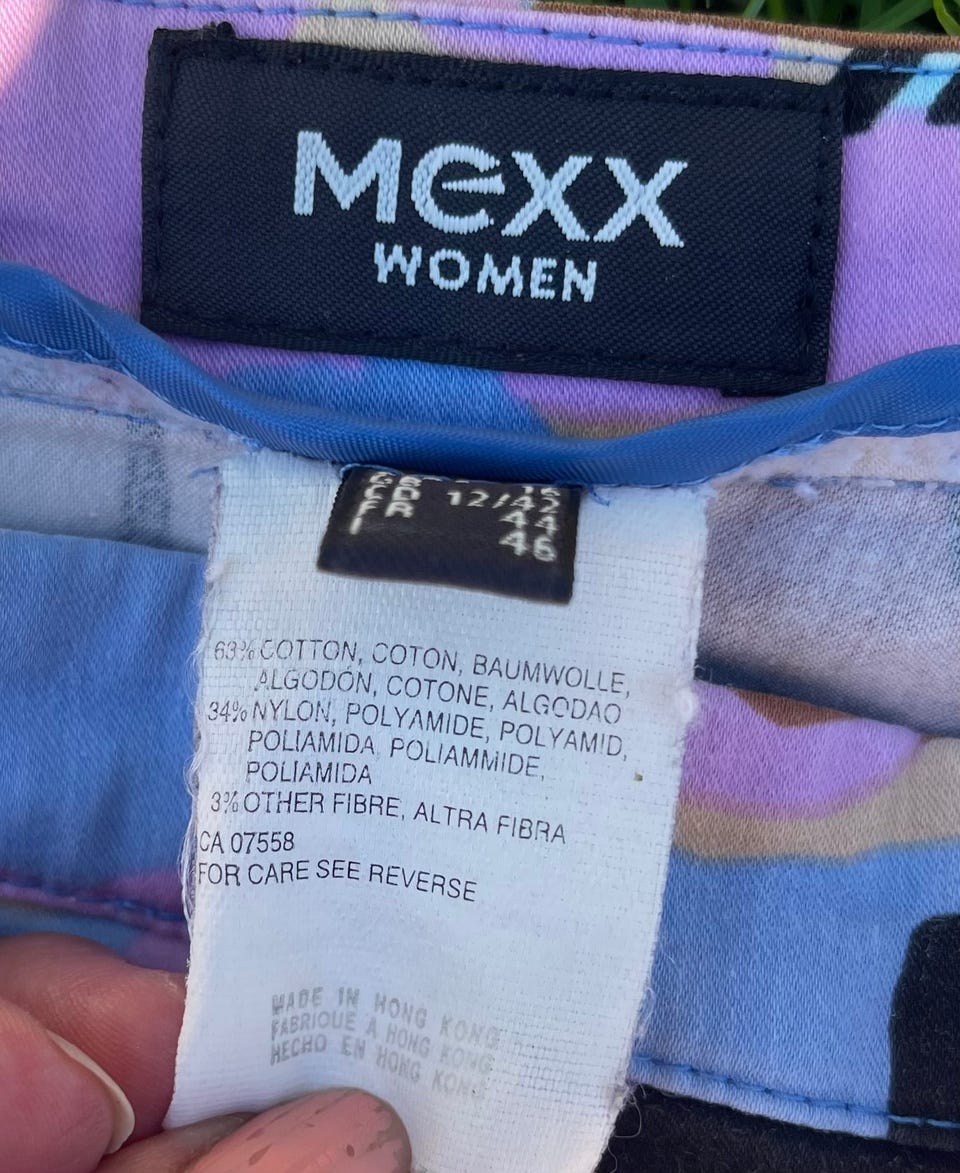 MEXX
WOMEN
GB 16
CD 12/42
FR 44
I 46
63% COTTON, COTON, BAUMWOLLE,
ALGODÓN, COTONE, ALGODAO
34% NYLON, POLYAMIDE, POLYAMID,
POLIAMIDA, POLIAMMIDE,
POLIAMIDA
3% OTHER FIBRE, ALTRA FIBRA
CA 07558
FOR CARE SEE REVERSE
MADE IN HONG KONG
FABRIQUE A HONG KONG
HECHO EN HONG KONG